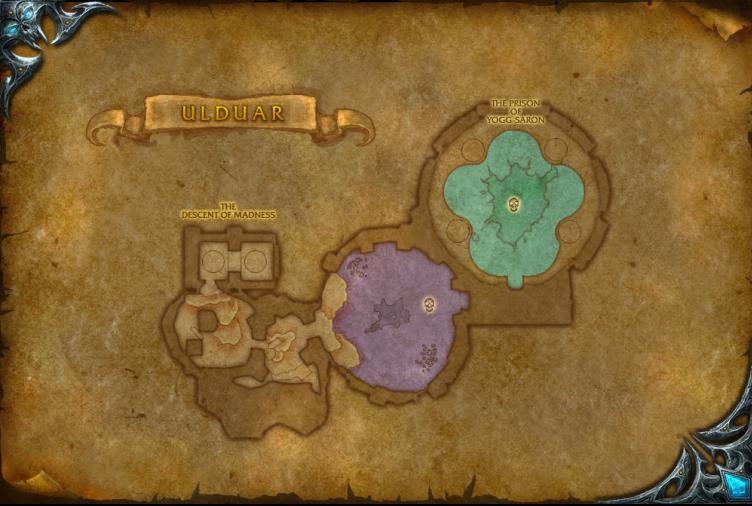 ULDUAR
THE PRISON
OF
YOGG-SARON
THE
DESCENT OF MADNESS